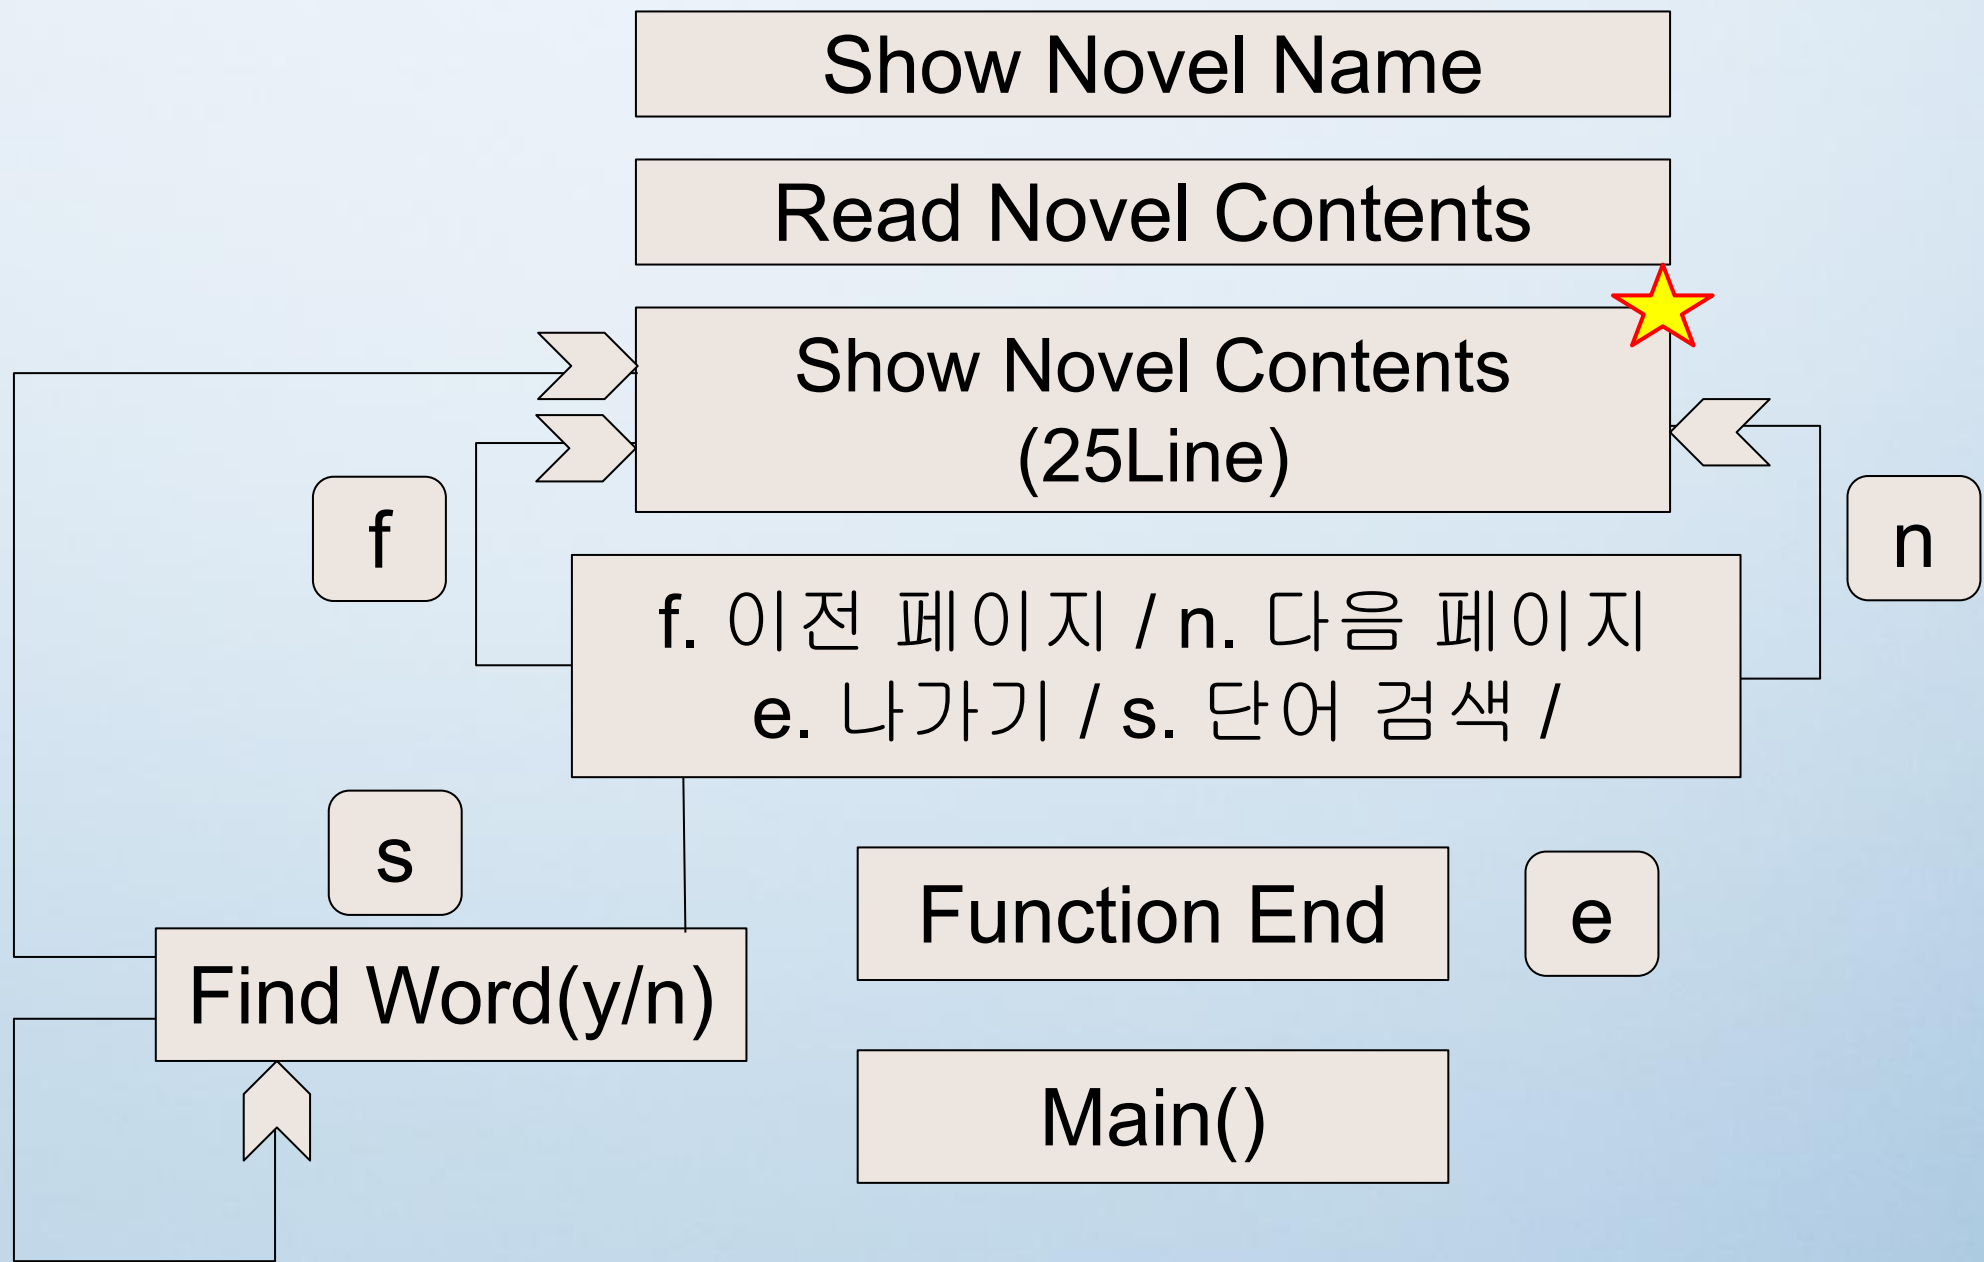 Show Novel Name
Read Novel Contents
Show Novel Contents
(25Line)
f
n
f. 이전 페이지 / n. 다음 페이지
e. 나가기 / s. 단어 검색 /
s
Function End
e
Find Word(y/n)
Main()